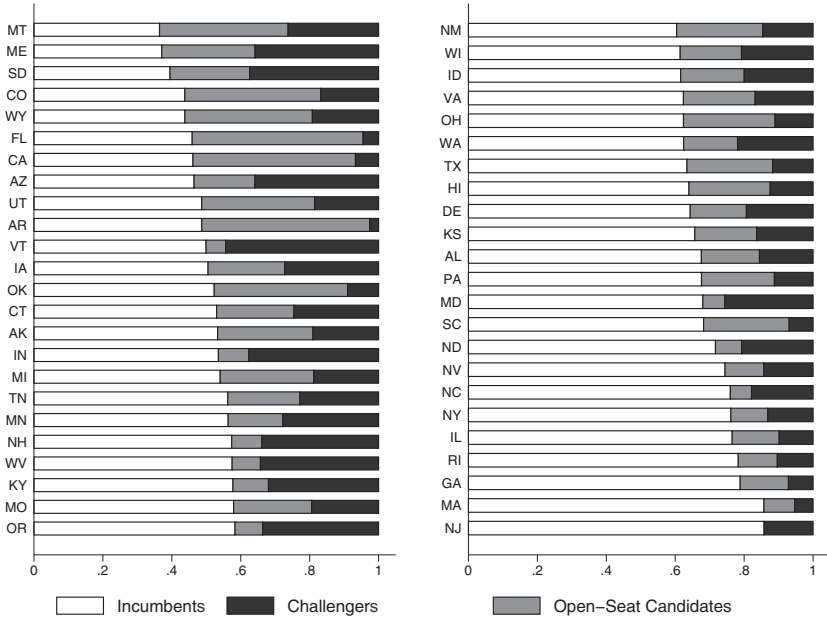 MT
ME
SD
CO
WY
FL
CA
AZ
UT
AR
VT
IA
OK
CT
AK
IN
MI
TN
MN
NH
WV
KY
MO
OR
0 .2 .4 .6 .8 1
NM
WI
ID
VA
OH
WA
TX
HI
DE
KS
AL
PA
MD
SC
ND
NV
NC
NY
IL
RI
GA
MA
NJ
0 .2 .4 .6 .8 1
Incumbents Challengers Open−Seat Candidates